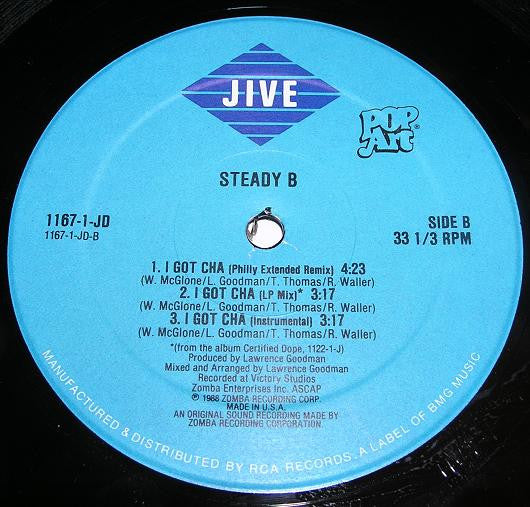 JIVE
POP
Art®
STEADY B
1167-1-JD
1167-1-JD-B
SIDE B
33 1/3 RPM
1. I GOT CHA (Philly Extended Remix) 4:23
(W. McGlone/L. Goodman/T. Thomas/R. Waller)
2. I GOT CHA (LP Mix)* 3:17
(W. McGlone/L. Goodman/T. Thomas/R. Waller)
3. I GOT CHA (Instrumental) 3:17
(W. McGlone/L. Goodman/T. Thomas/R. Waller)
*(from the album Certified Dope, 1122-1-J)
Produced by Lawrence Goodman
Mixed and Arranged by Lawrence Goodman
Recorded at Victory Studios
Zomba Enterprises Inc. ASCAP
℗ 1988 ZOMBA RECORDING CORP.
MADE IN U.S.A.
AN ORIGINAL SOUND RECORDING MADE BY
ZOMBA RECORDING CORPORATION.
MANUFACTURED & DISTRIBUTED BY RCA RECORDS. A LABEL OF BMG MUSIC